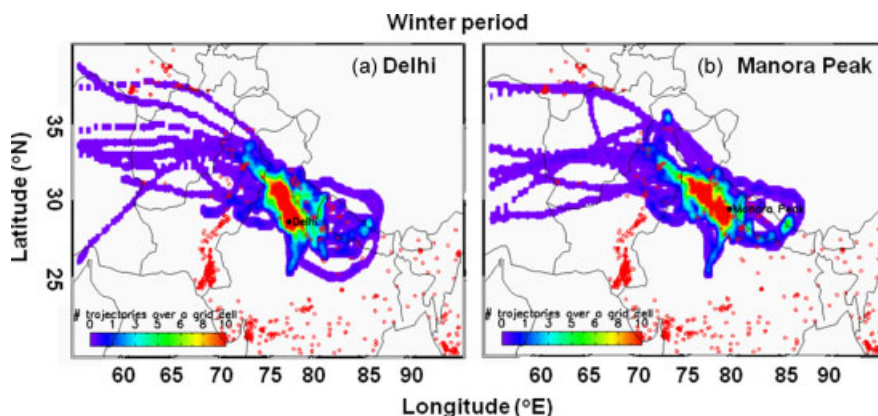 Winter period
(a) Delhi
(b) Manora Peak
Latitude (°N)
35
30
25
Delhi
Manora Peak
# trajectories over a grid cell
0 1 3 5 6 8 10
# trajectories over a grid cell
0 1 3 5 6 8 10
60 65 70 75 80 85 90
60 65 70 75 80 85 90
Longitude (°E)